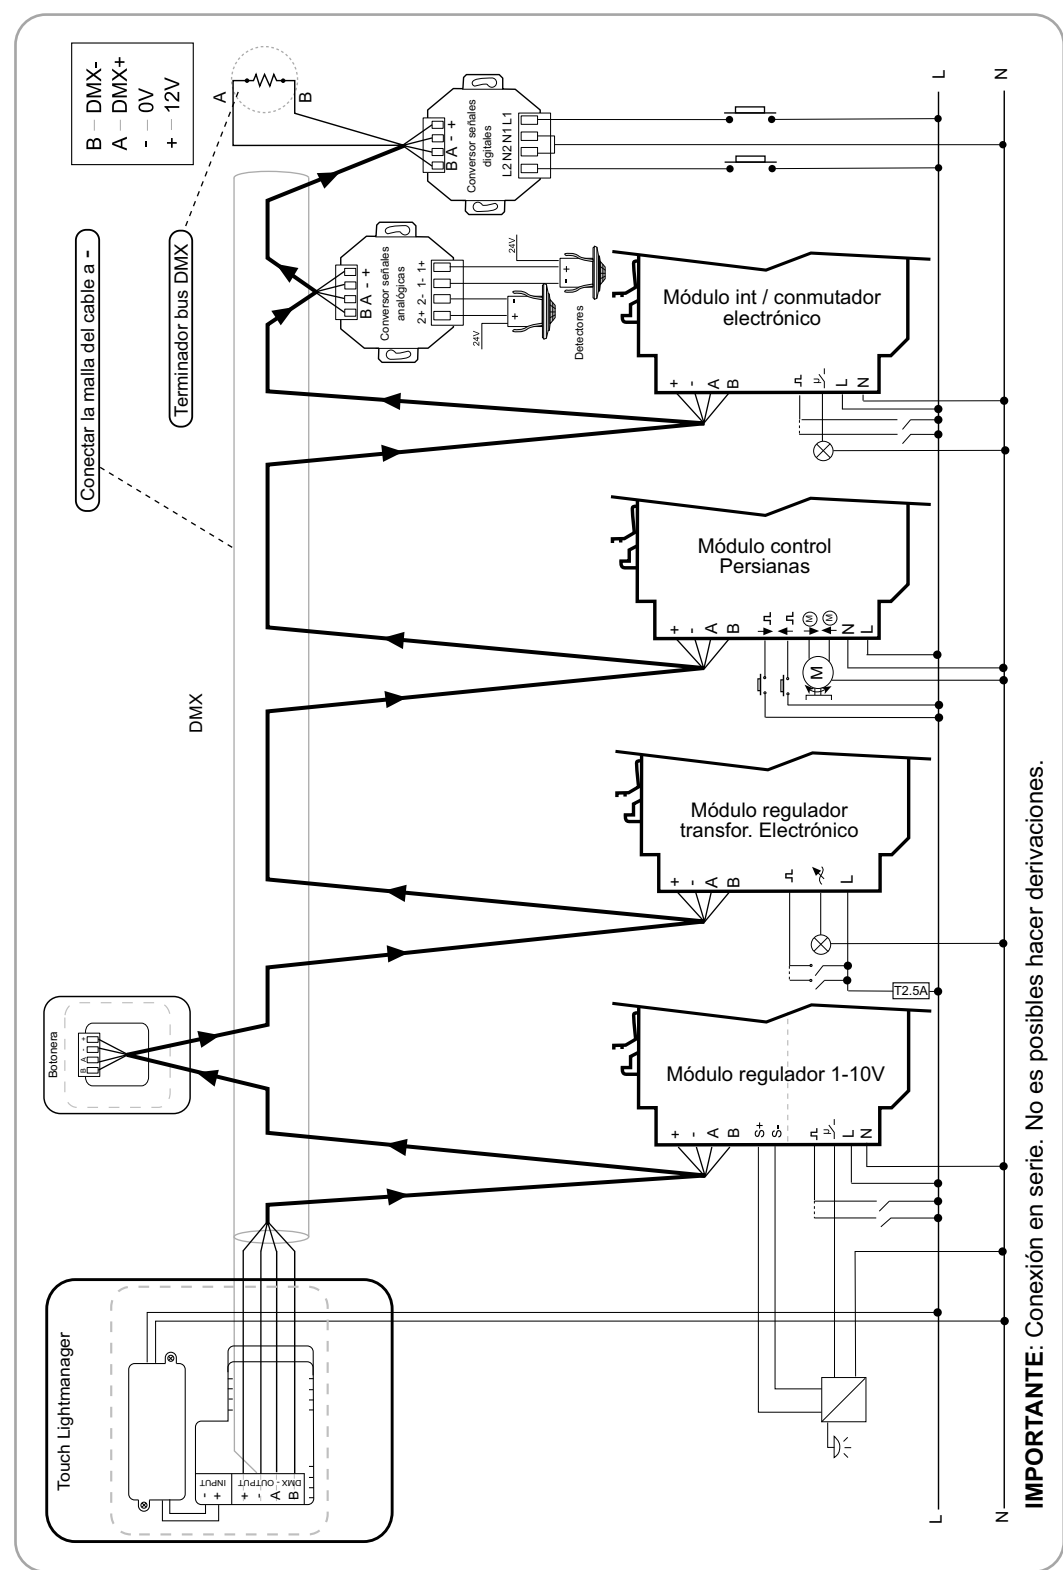 B – DMX-
A – DMX+
- – 0V
+ – 12V
Conectar la malla del cable a -
Terminador bus DMX
A
B
B A - +
Conversor señales
digitales
L2 N2 N1 L1
B A - +
Conversor señales
analógicas
2+ 2- 1- 1+
24V
- +
24V
- +
Detectores
L
N
Módulo int / conmutador
electrónico
+ - A B
μ
L N
Módulo control
Persianas
+ - A B
M M
N L
M
DMX
Módulo regulador
transfor. Electrónico
+ - A B
L
T2.5A
Botonera
B A - +
Módulo regulador 1-10V
+ - A B S+ S-
μ
L N
Touch Lightmanager
INPUT
- +
DMX - OUTPUT
+ - A B
L
N
IMPORTANTE: Conexión en serie. No es posibles hacer derivaciones.